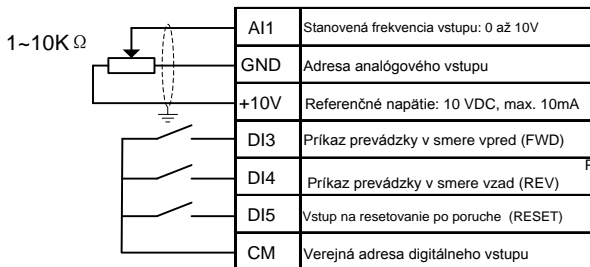 1~10K Ω
AI1 Stanovená frekvencia vstupu: 0 až 10V
GND Adresa analógového vstupu
+10V Referenčné napätie: 10 VDC, max. 10mA
DI3 Príkaz prevádzky v smere vpred (FWD)
DI4 Príkaz prevádzky v smere vzad (REV)
DI5 Vstup na resetovanie po poruche (RESET)
CM Verejná adresa digitálneho vstupu